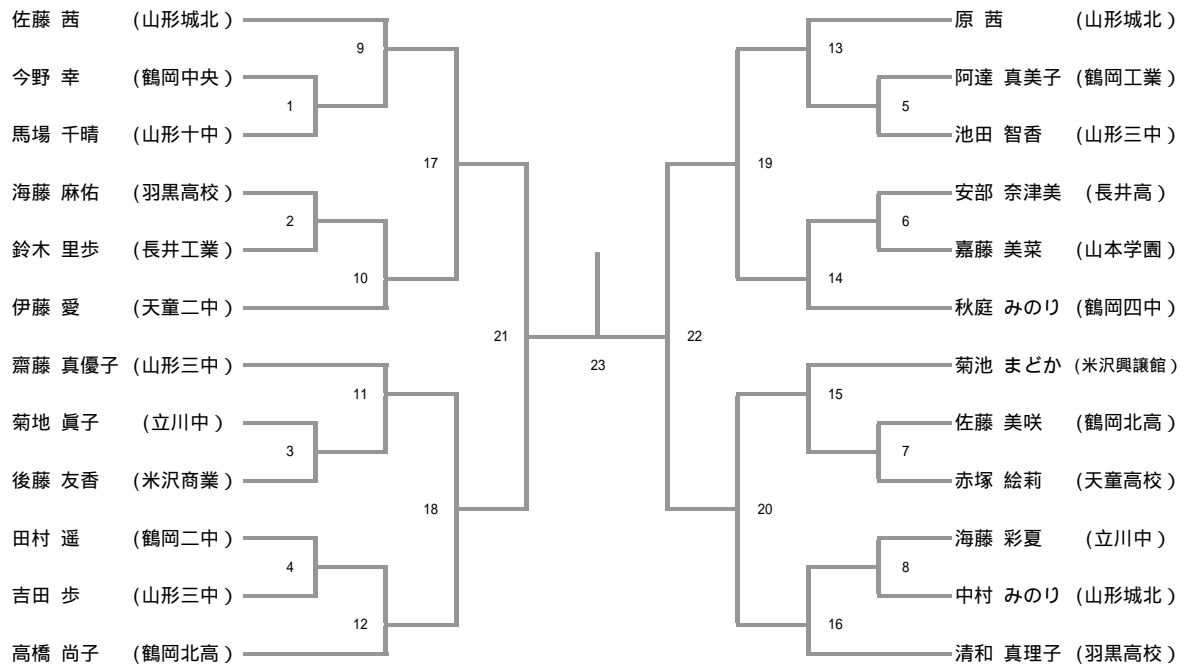 佐藤 茜 (山形城北)
今野 幸 (鶴岡中央)
馬場 千晴 (山形十中)
海藤 麻佑 (羽黒高校)
鈴木 里歩 (長井工業)
伊藤 愛 (天童二中)
齋藤 真優子 (山形三中)
菊地 眞子 (立川中)
後藤 友香 (米沢商業)
田村 遥 (鶴岡二中)
吉田 歩 (山形三中)
高橋 尚子 (鶴岡北高)
9
1
2
10
11
3
4
12
17
18
21
23
22
19
20
13
5
6
14
15
7
8
16
原 茜 (山形城北)
阿達 真美子 (鶴岡工業)
池田 智香 (山形三中)
安部 奈津美 (長井高)
嘉藤 美菜 (山本学園)
秋庭 みのり (鶴岡四中)
菊池 まどか (米沢興譲館)
佐藤 美咲 (鶴岡北高)
赤塚 絵莉 (天童高校)
海藤 彩夏 (立川中)
中村 みのり (山形城北)
清和 真理子 (羽黒高校)